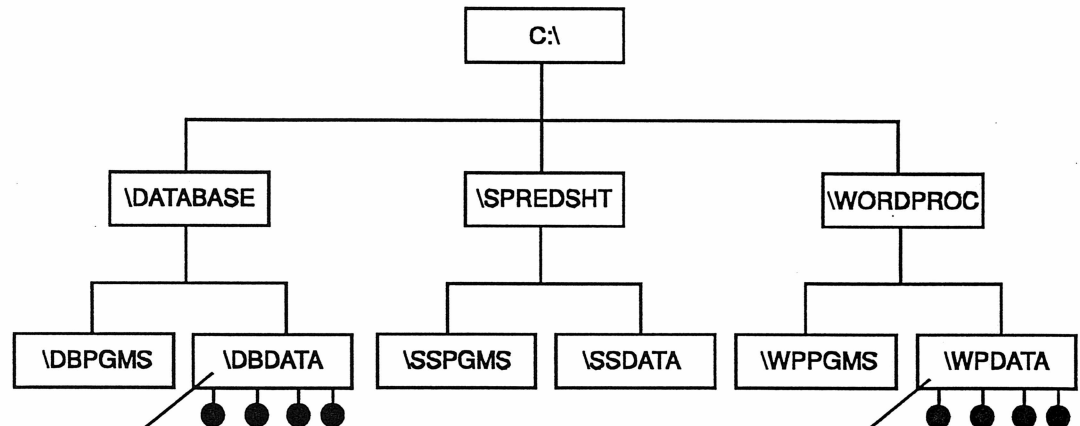 C:\
\DATABASE
\SPREDSHT
\WORDPROC
\DBPGMS
\DBDATA
\SSPGMS
\SSDATA
\WPPGMS
\WPDATA